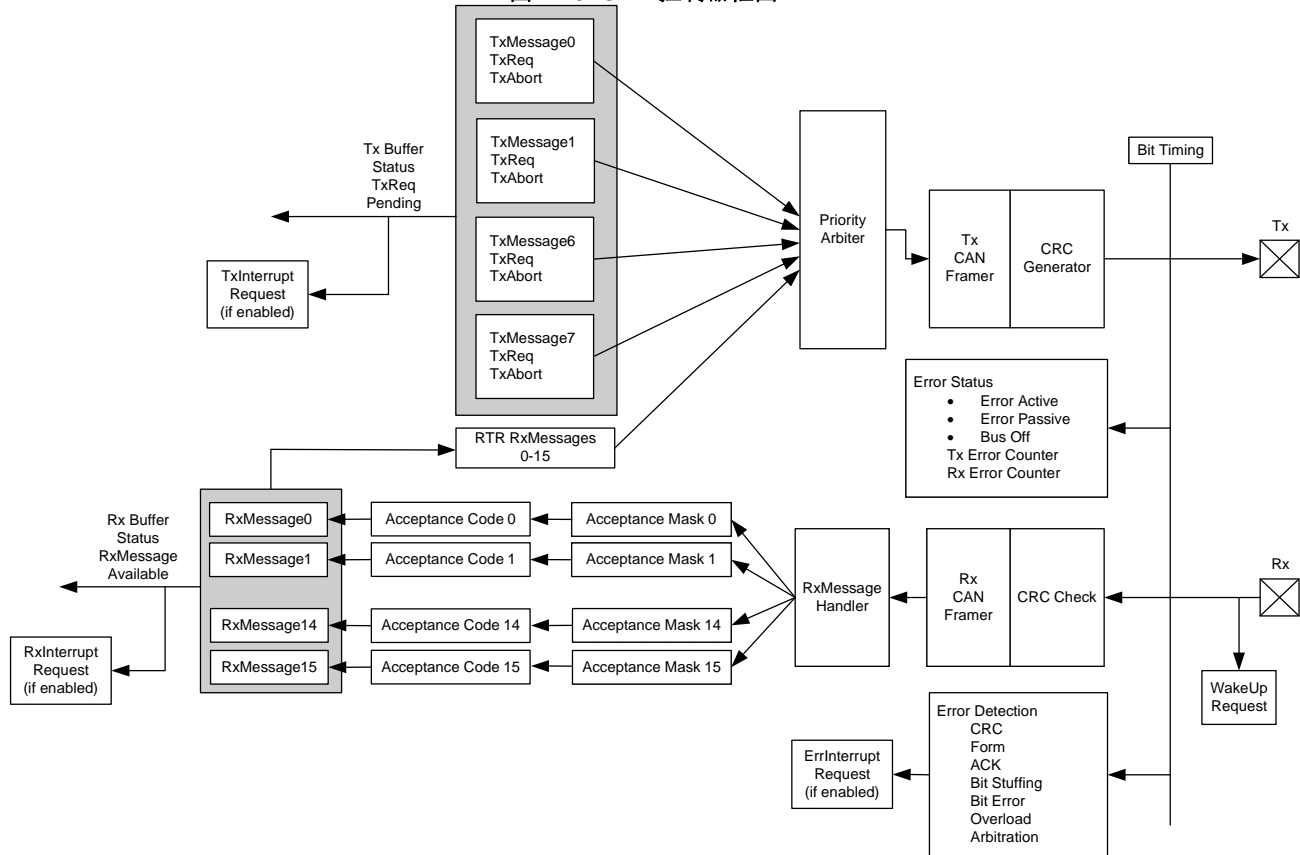 TxMessage0
TxReq
TxAbort
TxMessage1
TxReq
TxAbort
TxMessage6
TxReq
TxAbort
TxMessage7
TxReq
TxAbort
Tx Buffer
Status
TxReq
Pending
TxInterrupt
Request
(if enabled)
Priority
Arbiter
Tx
CAN
Framer
CRC
Generator
Bit Timing
Tx
Error Status
• Error Active
• Error Passive
• Bus Off
Tx Error Counter
Rx Error Counter
RTR RxMessages
0-15
Rx Buffer
Status
RxMessage
Available
RxInterrupt
Request
(if enabled)
RxMessage0
Acceptance Code 0
Acceptance Mask 0
RxMessage1
Acceptance Code 1
Acceptance Mask 1
RxMessage14
Acceptance Code 14
Acceptance Mask 14
RxMessage15
Acceptance Code 15
Acceptance Mask 15
RxMessage
Handler
Rx
CAN
Framer
CRC Check
Rx
WakeUp
Request
ErrInterrupt
Request
(if enabled)
Error Detection
CRC
Form
ACK
Bit Stuffing
Bit Error
Overload
Arbitration